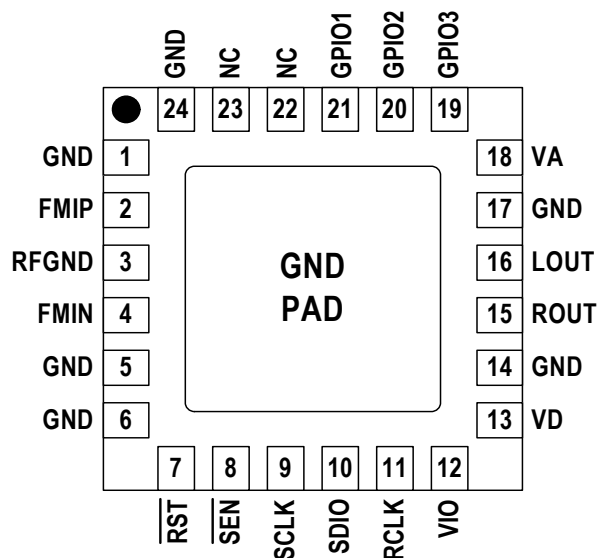 GND NC NC GPIO1 GPIO2 GPIO3
24 23 22 21 20 19
GND 1 18 VA
FMIP 2 17 GND
RFGND 3 16 LOUT
FMIN 4 15 ROUT
GND 5 14 GND
GND 6 13 VD
GND
PAD
7 8 9 10 11 12
RST SEN SCLK SDIO RCLK VIO